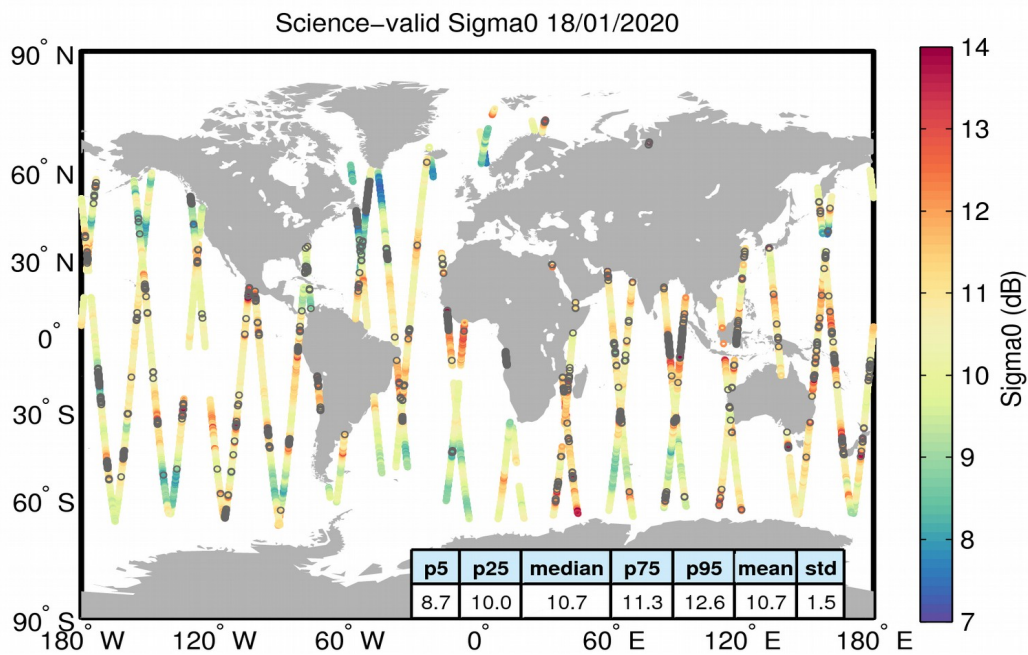 Science−valid Sigma0 18/01/2020
90° N
60° N
30° N
0°
30° S
60° S
90° S
180° W
120° W
60° W
0°
60° E
120° E
180° E
14
13
12
11
10
9
8
7
Sigma0 (dB)
p5 p25 median p75 p95 mean std
8.7 10.0 10.7 11.3 12.6 10.7 1.5